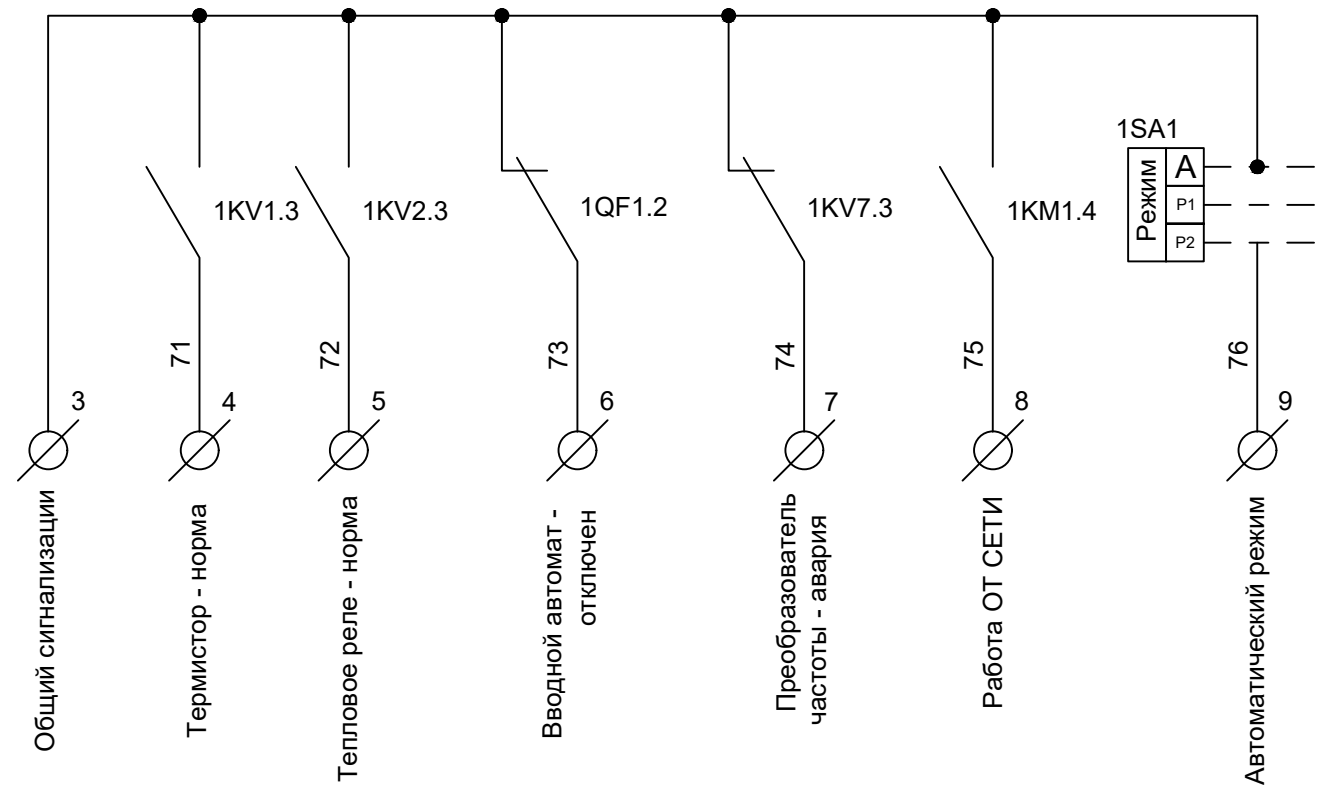 1SA1
Режим
А
Р1
Р2
1KV1.3
1KV2.3
1QF1.2
1KV7.3
1KM1.4
71
72
73
74
75
76
3
4
5
6
7
8
9
Общий сигнализации
Термистор - норма
Тепловое реле - норма
Вводной автомат -
отключен
Преобразователь
частоты - авария
Работа ОТ СЕТИ
Автоматический режим